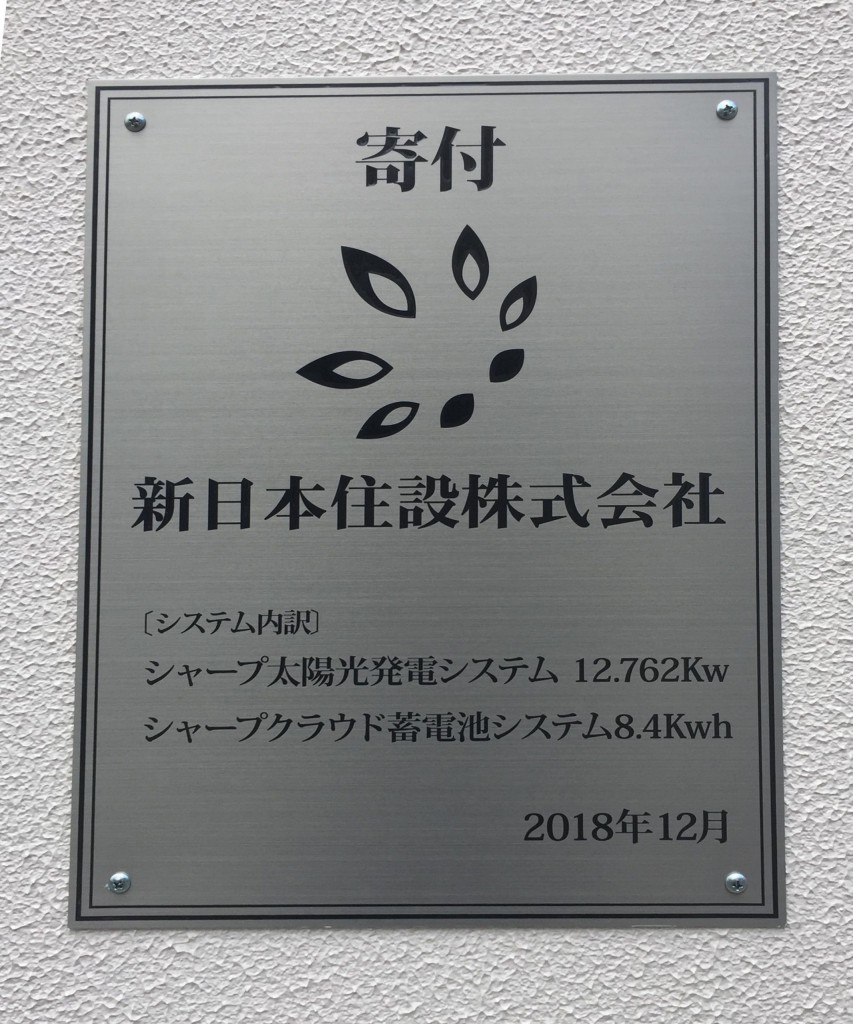 寄付
新日本住設株式会社
〔システム内訳〕
シャープ太陽光発電システム 12.762Kw
シャープクラウド蓄電池システム8.4Kwh
2018年12月